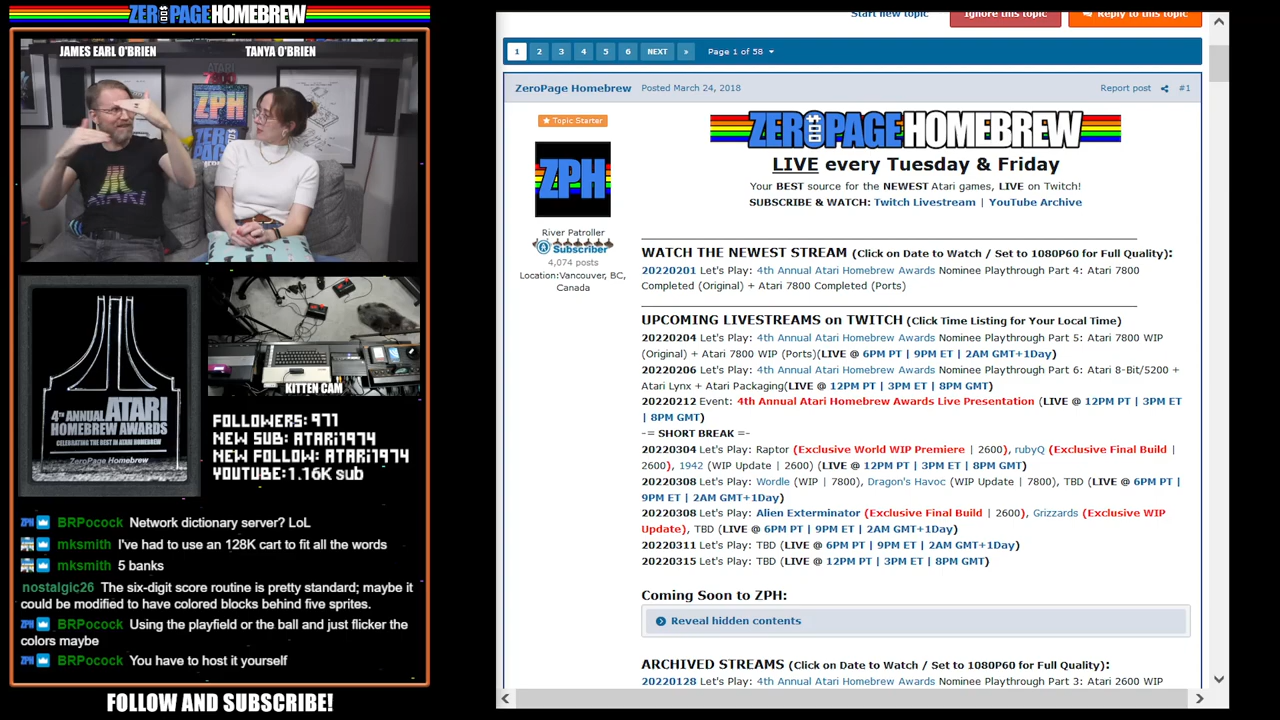 ZEROPAGE HOMEBREW
JAMES EARL O'BRIEN
TANYA O'BRIEN
ATARI
7800
ZPH
ATARI
4TH ANNUAL ATARI
HOMEBREW AWARDS
CELEBRATING THE BEST IN ATARI HOMEBREW
ZeroPage Homebrew
KITTEN CAM
FOLLOWERS: 971
NEW SUB: ATARI1974
NEW FOLLOW: ATARI1974
YOUTUBE:1.16K sub
BRPocock Network dictionary server? LoL
mksmith I've had to use an 128K cart to fit all the words
mksmith 5 banks
nostalgic26 The six-digit score routine is pretty standard; maybe it
could be modified to have colored blocks behind five sprites.
BRPocock Using the playfield or the ball and just flicker the
colors maybe
BRPocock You have to host it yourself
FOLLOW AND SUBSCRIBE!
Start new topic
Ignore this topic
Reply to this topic
1 2 3 4 5 6 NEXT » Page 1 of 58
ZeroPage Homebrew Posted March 24, 2018 Report post #1
Topic Starter
ZPH
River Patroller
Subscriber
4,074 posts
Location:Vancouver, BC,
Canada
ZEROPAGE HOMEBREW
LIVE every Tuesday & Friday
Your BEST source for the NEWEST Atari games, LIVE on Twitch!
SUBSCRIBE & WATCH: Twitch Livestream | YouTube Archive
WATCH THE NEWEST STREAM (Click on Date to Watch / Set to 1080P60 for Full Quality):
20220201 Let's Play: 4th Annual Atari Homebrew Awards Nominee Playthrough Part 4: Atari 7800
Completed (Original) + Atari 7800 Completed (Ports)
UPCOMING LIVESTREAMS on TWITCH (Click Time Listing for Your Local Time)
20220204 Let's Play: 4th Annual Atari Homebrew Awards Nominee Playthrough Part 5: Atari 7800 WIP
(Original) + Atari 7800 WIP (Ports)(LIVE @ 6PM PT | 9PM ET | 2AM GMT+1Day)
20220206 Let's Play: 4th Annual Atari Homebrew Awards Nominee Playthrough Part 6: Atari 8-Bit/5200 +
Atari Lynx + Atari Packaging(LIVE @ 12PM PT | 3PM ET | 8PM GMT)
20220212 Event: 4th Annual Atari Homebrew Awards Live Presentation (LIVE @ 12PM PT | 3PM ET
| 8PM GMT)
-= SHORT BREAK =-
20220304 Let's Play: Raptor (Exclusive World WIP Premiere | 2600), rubyQ (Exclusive Final Build |
2600), 1942 (WIP Update | 2600) (LIVE @ 12PM PT | 3PM ET | 8PM GMT)
20220308 Let's Play: Wordle (WIP | 7800), Dragon's Havoc (WIP Update | 7800), TBD (LIVE @ 6PM PT |
9PM ET | 2AM GMT+1Day)
20220308 Let's Play: Alien Exterminator (Exclusive Final Build | 2600), Grizzards (Exclusive WIP
Update), TBD (LIVE @ 6PM PT | 9PM ET | 2AM GMT+1Day)
20220311 Let's Play: TBD (LIVE @ 6PM PT | 9PM ET | 2AM GMT+1Day)
20220315 Let's Play: TBD (LIVE @ 12PM PT | 3PM ET | 8PM GMT)
Coming Soon to ZPH:
Reveal hidden contents
ARCHIVED STREAMS (Click on Date to Watch / Set to 1080P60 for Full Quality):
20220128 Let's Play: 4th Annual Atari Homebrew Awards Nominee Playthrough Part 3: Atari 2600 WIP